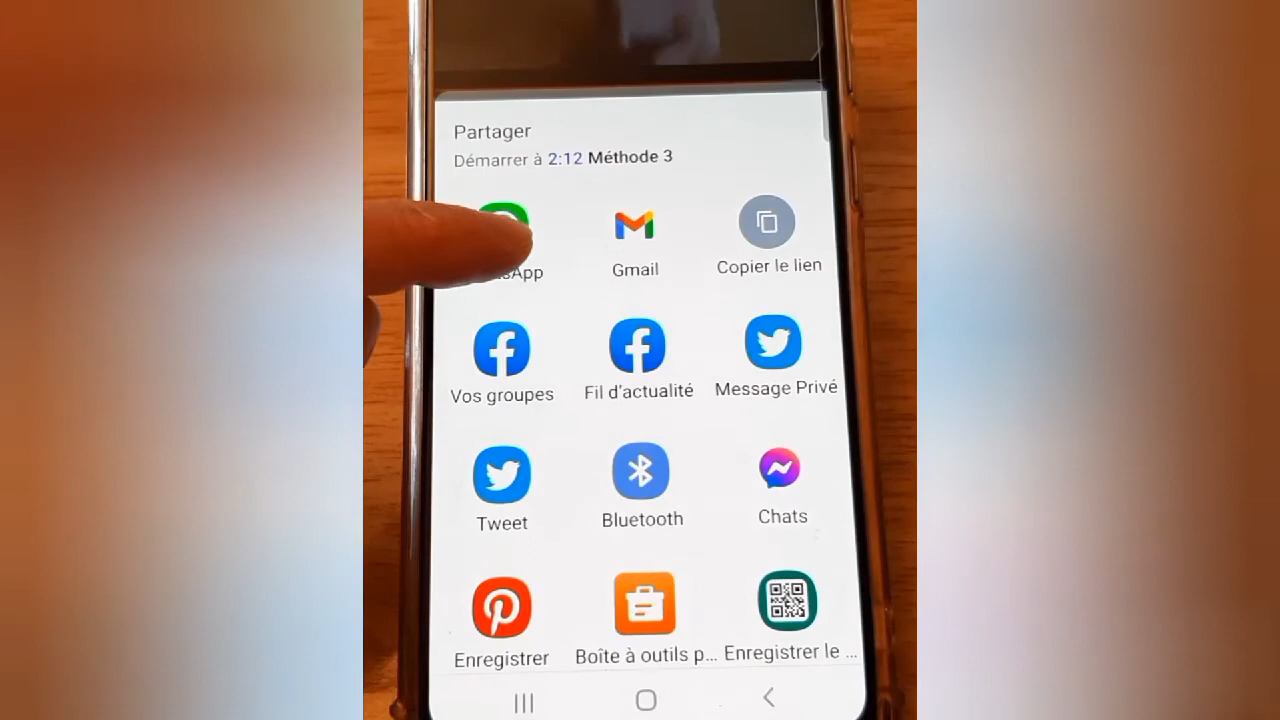 Partager
Démarrer à 2:12 Méthode 3
sApp Gmail Copier le lien
Vos groupes Fil d'actualité Message Privé
Tweet Bluetooth Chats
Enregistrer Boîte à outils p... Enregistrer le ...